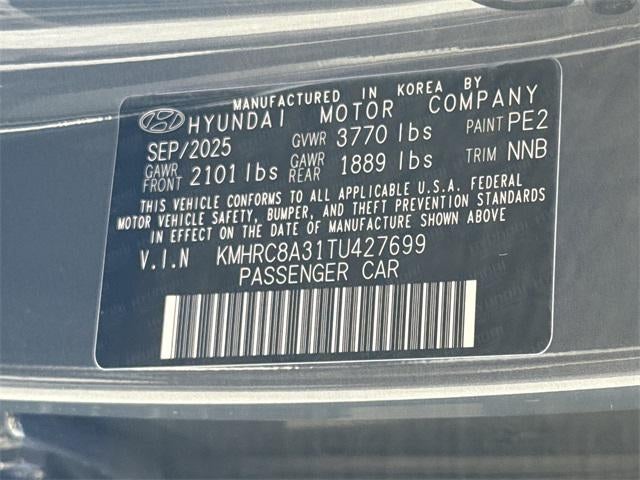 MANUFACTURED IN KOREA BY
HYUNDAI MOTOR COMPANY
SEP/2025 GVWR 3770 lbs PAINT PE2
GAWR FRONT 2101 lbs GAWR REAR 1889 lbs TRIM NNB
THIS VEHICLE CONFORMS TO ALL APPLICABLE U.S.A. FEDERAL
MOTOR VEHICLE SAFETY, BUMPER, AND THEFT PREVENTION STANDARDS
IN EFFECT ON THE DATE OF MANUFACTURE SHOWN ABOVE.
V.I.N KMHRC8A31TU427699
PASSENGER CAR